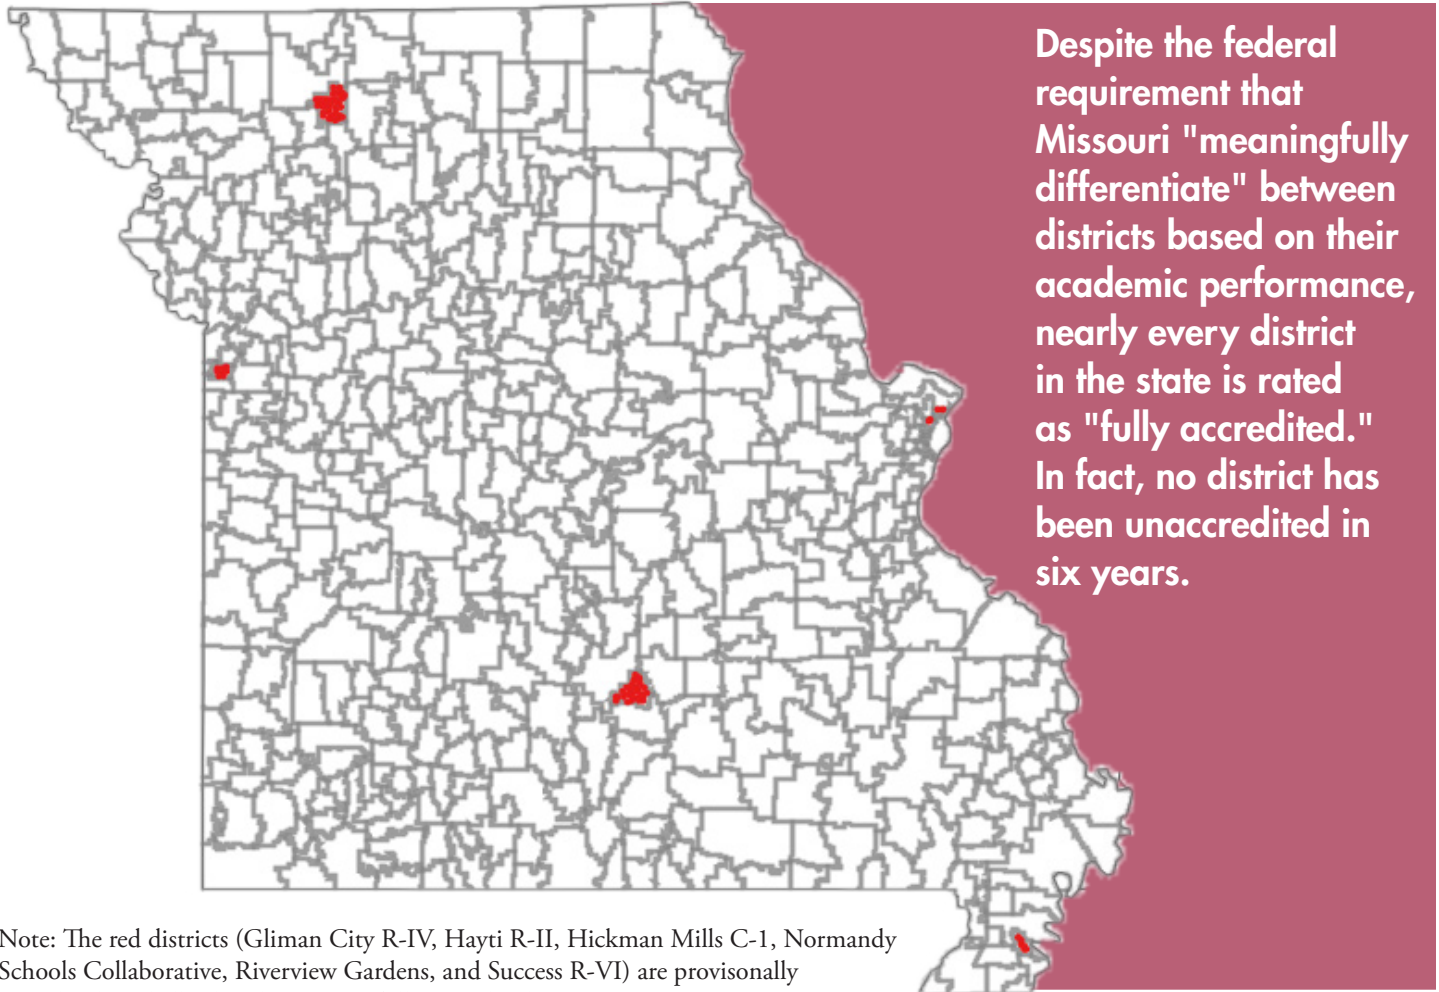 Despite the federal
requirement that
Missouri "meaningfully
differentiate" between
districts based on their
academic performance,
nearly every district
in the state is rated
as "fully accredited."
In fact, no district has
been unaccredited in
six years.
Note: The red districts (Gliman City R-IV, Hayti R-II, Hickman Mills C-1, Normandy
Schools Collaborative, Riverview Gardens, and Success R-VI) are provisonally